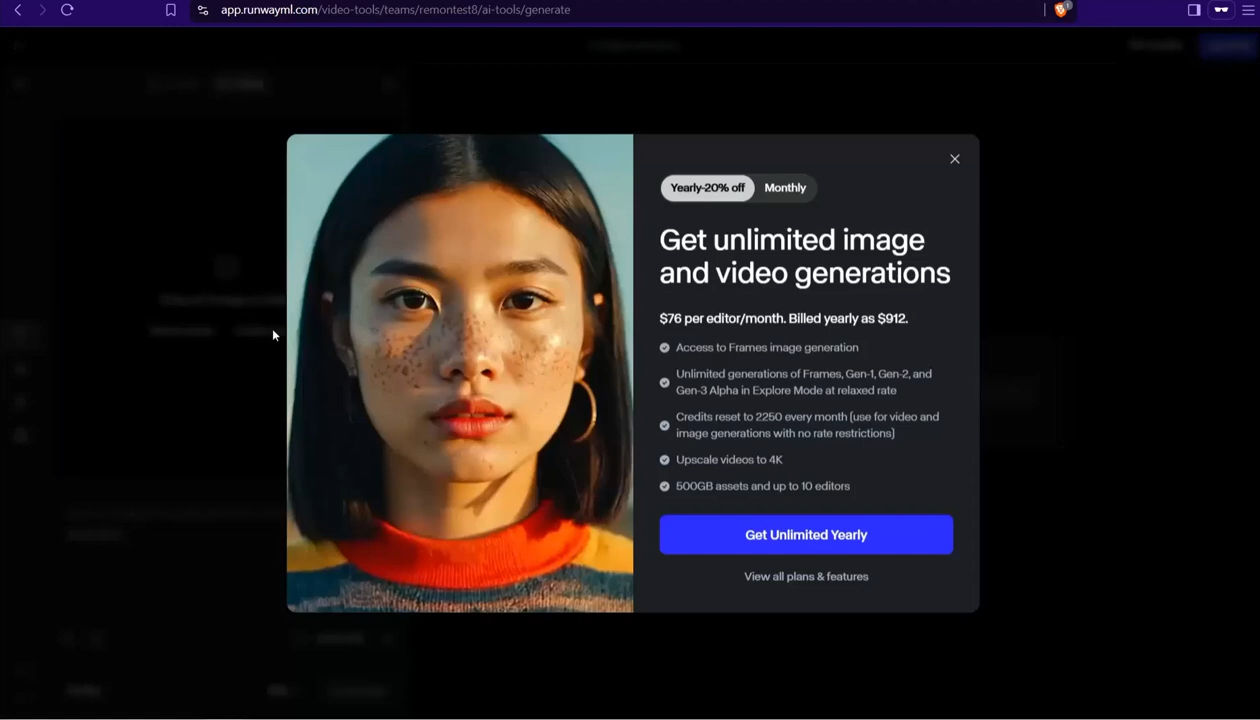 app.runwayml.com/video-tools/teams/remontest8/ai-tools/generate
1
Yearly-20% off
Monthly
Get unlimited image
and video generations
$76 per editor/month. Billed yearly as $912.
Access to Frames image generation
Unlimited generations of Frames, Gen-1, Gen-2, and
Gen-3 Alpha in Explore Mode at relaxed rate
Credits reset to 2250 every month (use for video and
image generations with no rate restrictions)
Upscale videos to 4K
500GB assets and up to 10 editors
Get Unlimited Yearly
View all plans & features